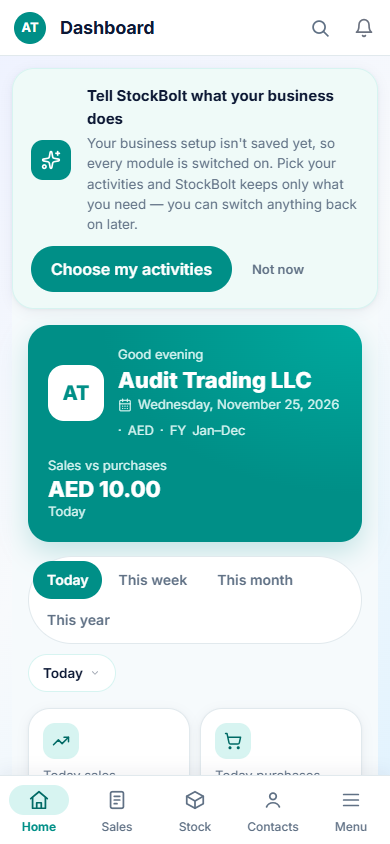 AT Dashboard
Tell StockBolt what your business
does
Your business setup isn't saved yet, so
every module is switched on. Pick your
activities and StockBolt keeps only what
you need — you can switch anything back
on later.
Choose my activities Not now
Good evening
AT
Audit Trading LLC
Wednesday, November 25, 2026
· AED · FY Jan–Dec
Sales vs purchases
AED 10.00
Today
Today This week This month
This year
Today
Today sales Today purchases
Home Sales Stock Contacts Menu